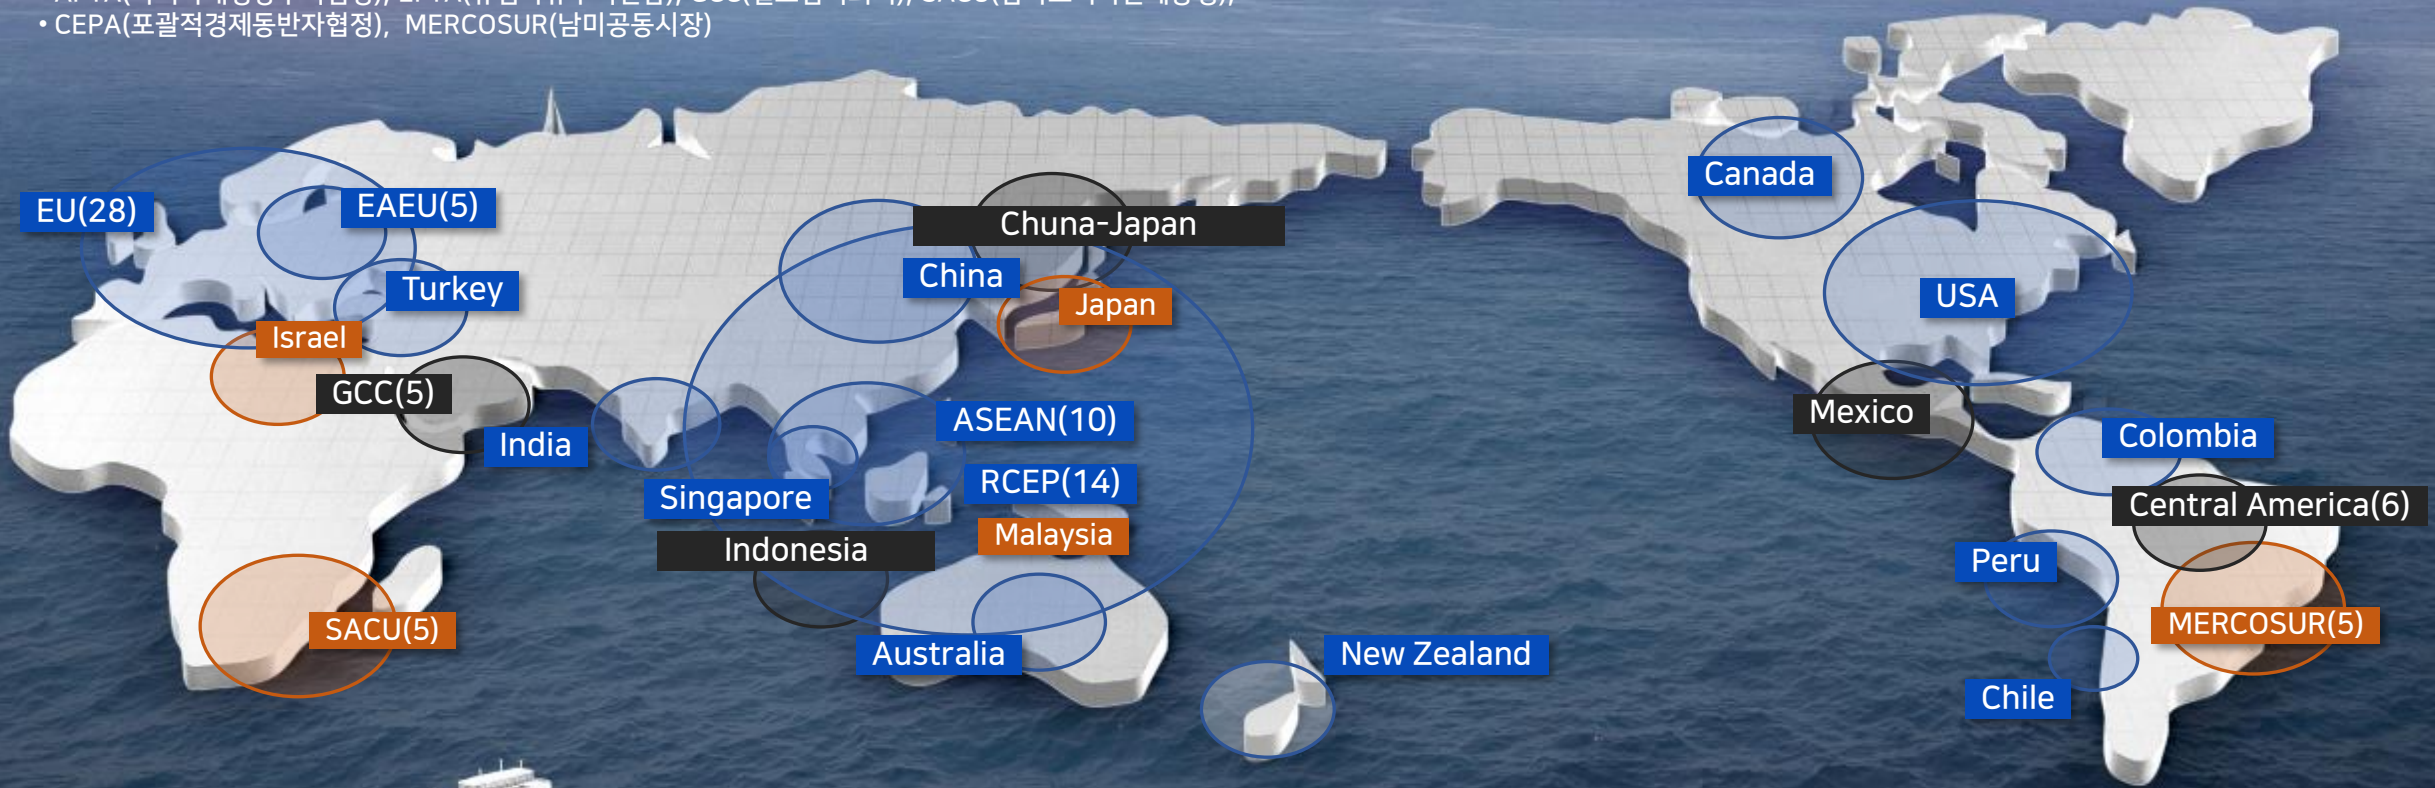 • CEPA(포괄적경제동반자협정), MERCOSUR(남미공동시장)
Canada
EU(28)
EAEU(5)
Chuna-Japan
China
Turkey
USA
Japan
Israel
GCC(5)
Mexico
ASEAN(10)
Colombia
India
RCEP(14)
Singapore
Central America(6)
Malaysia
Indonesia
Peru
SACU(5)
MERCOSUR(5)
Australia
New Zealand
Chile